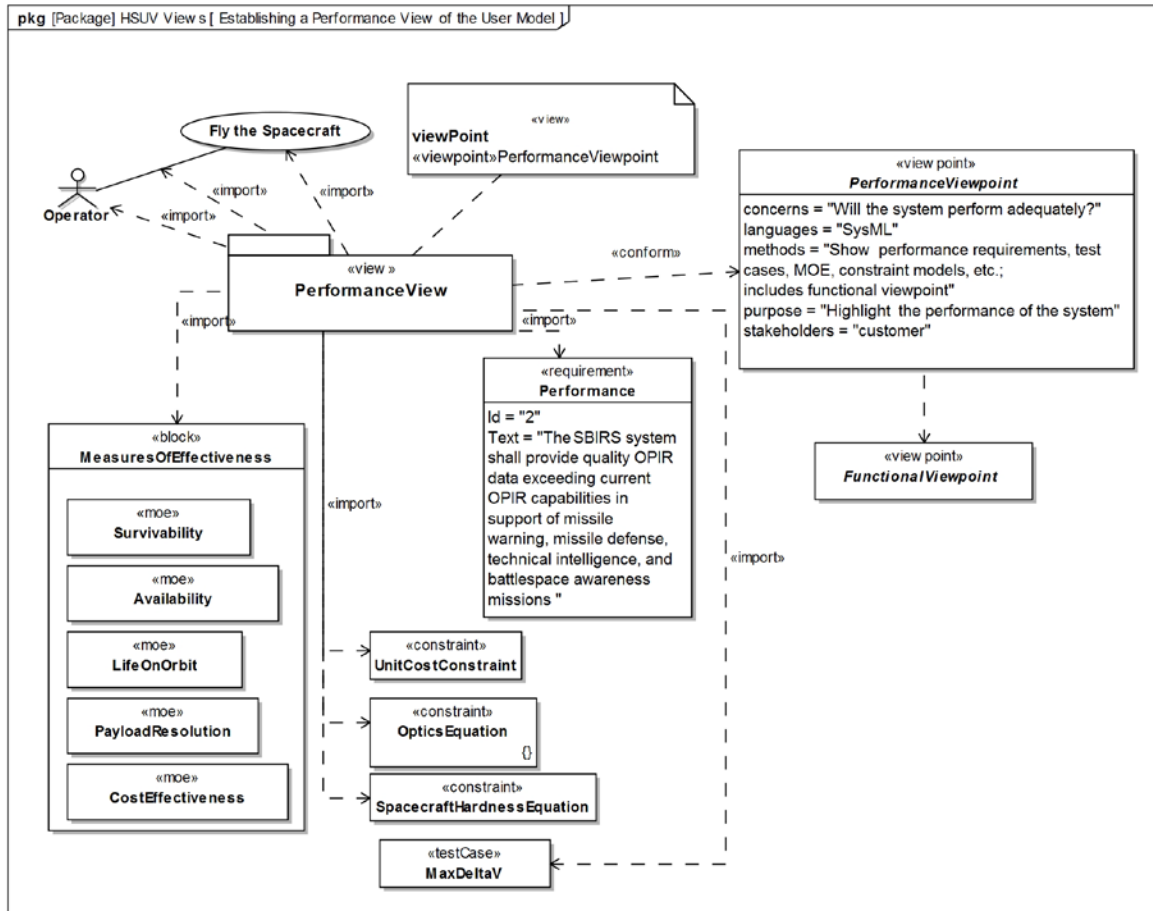 pkg [Package] HSUV Views [ Establishing a Performance View of the User Model ]
«view»
viewPoint
«viewpoint»PerformanceViewpoint
Fly the Spacecraft
«import»
«import»
«import»
Operator
«view »
PerformanceView
«conform»
«view point»
PerformanceViewpoint
concerns = "Will the system perform adequately?"
languages = "SysML"
methods = "Show performance requirements, test
cases, MOE, constraint models, etc.;
includes functional viewpoint"
purpose = "Highlight the performance of the system"
stakeholders = "customer"
«import»
«import»
«requirement»
Performance
Id = "2"
Text = "The SBIRS system
shall provide quality OPIR
data exceeding current
OPIR capabilities in
support of missile
warning, missile defense,
technical intelligence, and
battlespace awareness
missions "
«view point»
FunctionalViewpoint
«block»
MeasuresOfEffectiveness
«moe»
Survivability
«moe»
Availability
«moe»
LifeOnOrbit
«moe»
PayloadResolution
«moe»
CostEffectiveness
«import»
«import»
«constraint»
UnitCostConstraint
«constraint»
OpticsEquation
{}
«constraint»
SpacecraftHardnessEquation
«testCase»
MaxDeltaV